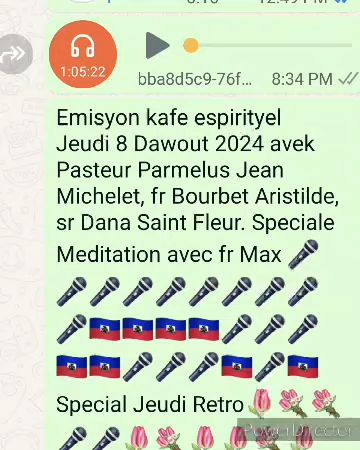 1:05:22
bba8d5c9-76f...
8:34 PM
Emisyon kafe espirityel
Jeudi 8 Dawout 2024 avek
Pasteur Parmelus Jean
Michelet, fr Bourbet Aristilde,
sr Dana Saint Fleur. Speciale
Meditation avec fr Max 🎤
🎤🎤🎤🎤🎤🎤🎤🎤
🎤🇭🇹🇭🇹🇭🇹🇭🇹🎤🎤🎤
🇭🇹🇭🇹🎤🎤🎤🇭🇹🎤🇭🇹
Special Jeudi Retro🌷💐💐
PowerDirector